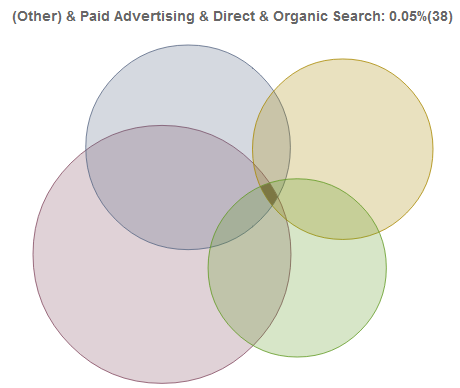 (Other) & Paid Advertising & Direct & Organic Search: 0.05%(38)